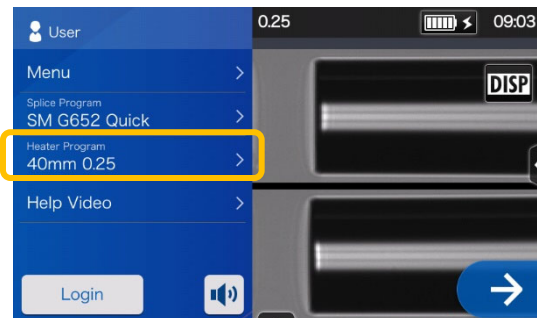 User
0.25
09:03
Menu
DISP
Splice Program
SM G652 Quick
Heater Program
40mm 0.25
Help Video
Login